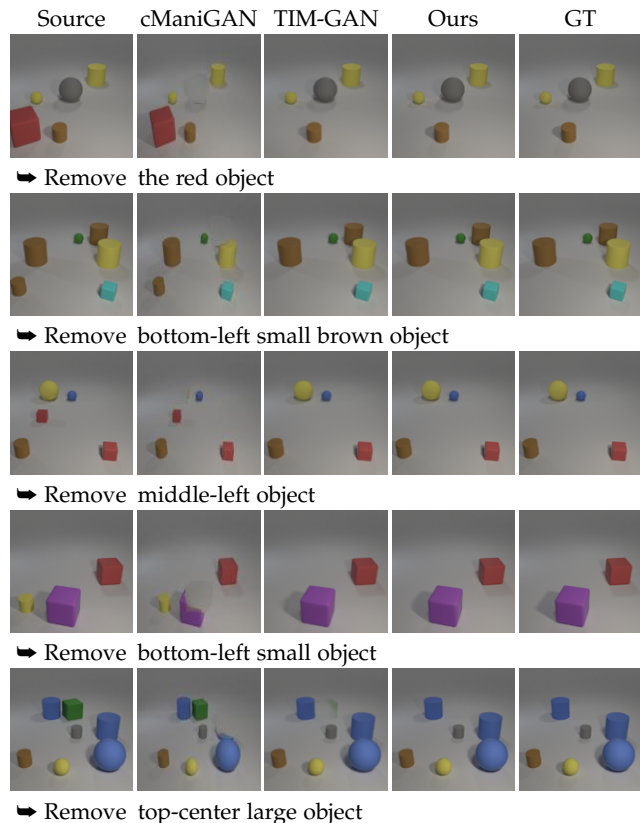 Source cManiGAN TIM-GAN Ours GT
➥ Remove the red object
➥ Remove bottom-left small brown object
➥ Remove middle-left object
➥ Remove bottom-left small object
➥ Remove top-center large object